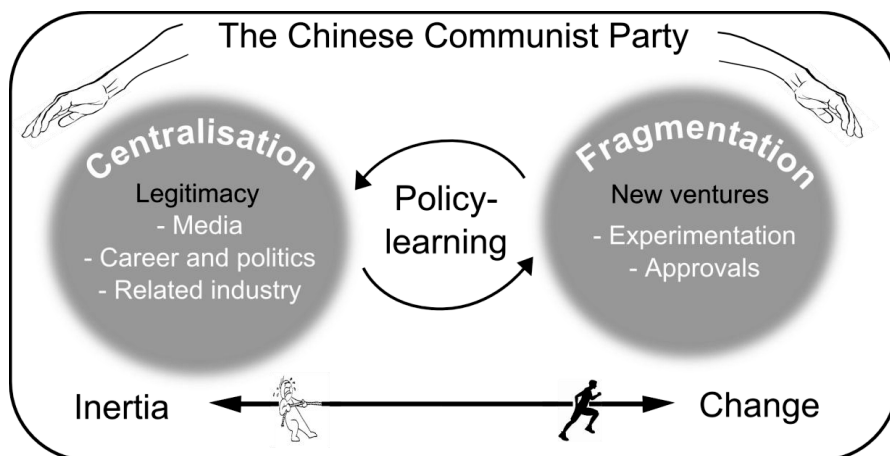 The Chinese Communist Party
Centralisation
Legitimacy
- Media
- Career and politics
- Related industry
Policy-
learning
Fragmentation
New ventures
- Experimentation
- Approvals
Inertia
Change